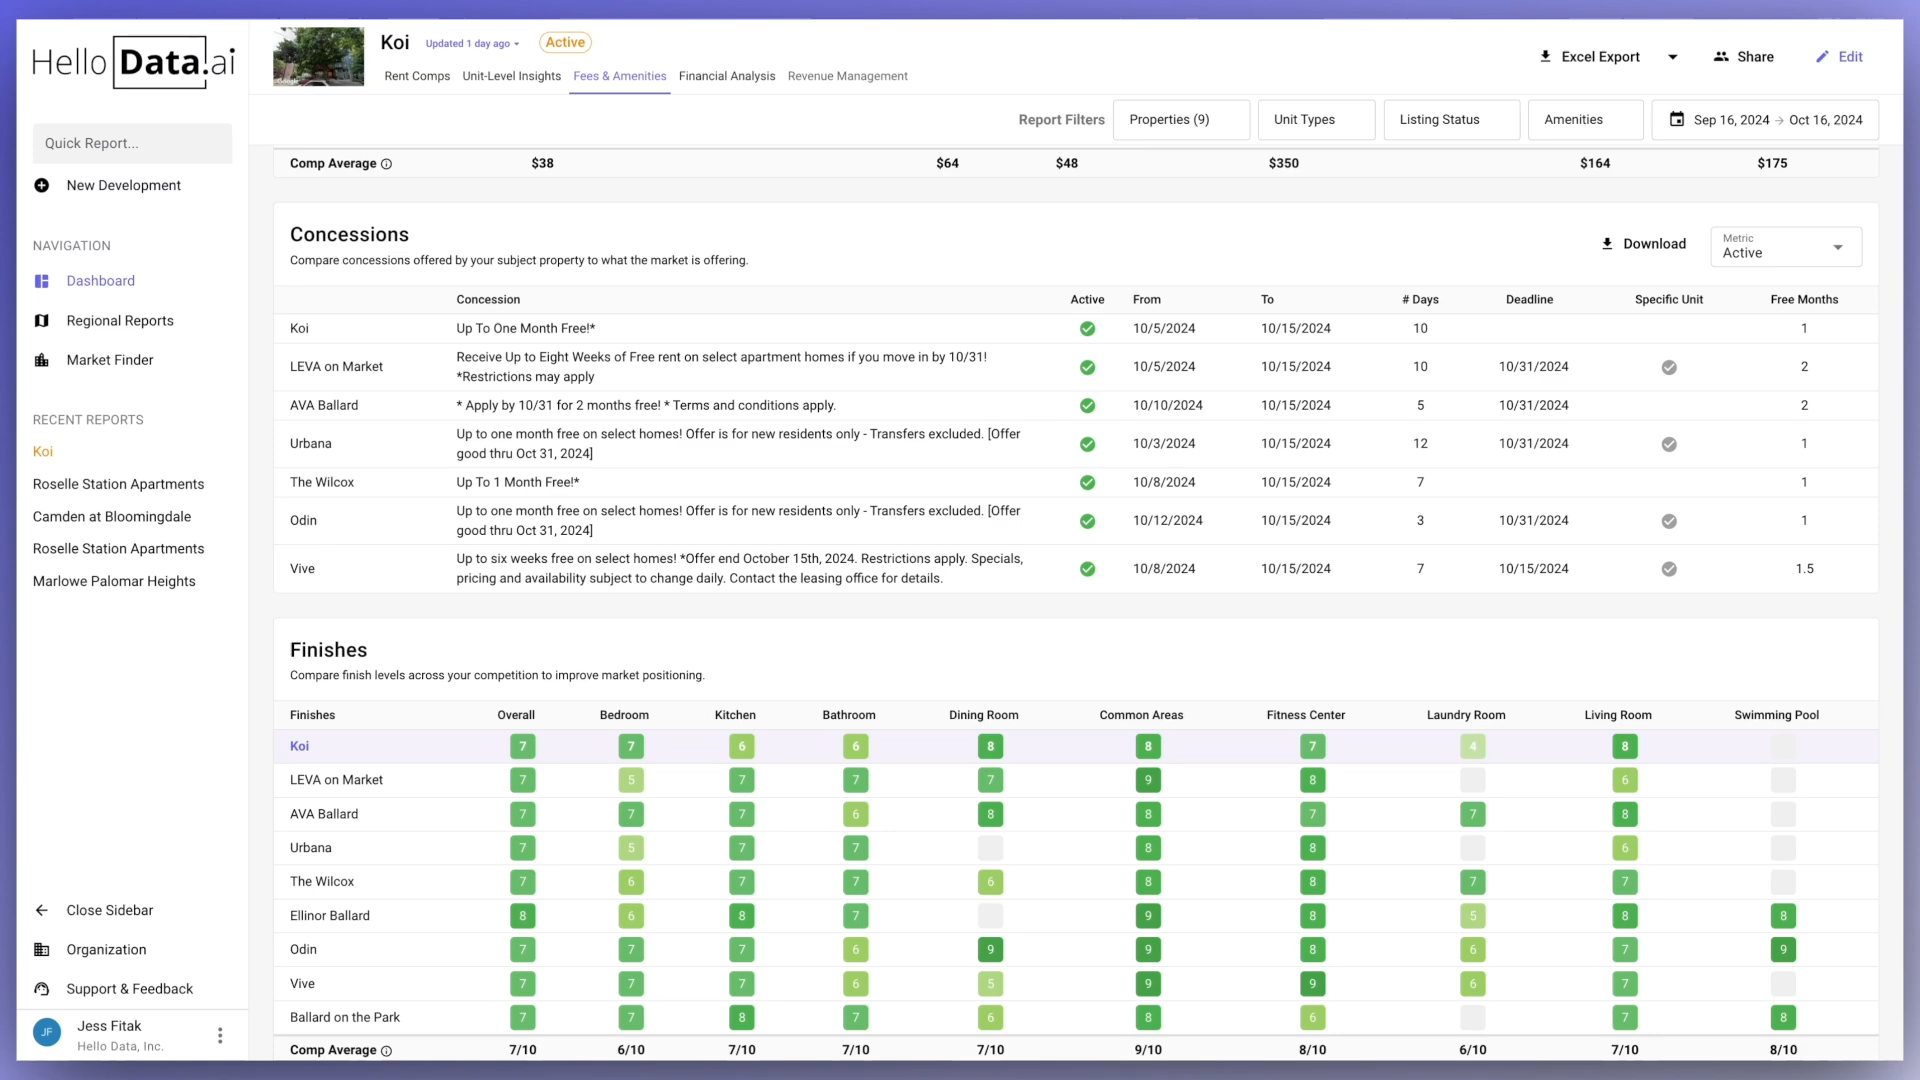 Hello Data.ai
Koi
Updated 1 day ago
Active
Rent Comps
Unit-Level Insights
Fees & Amenities
Financial Analysis
Revenue Management
Excel Export
Share
Edit
Report Filters
Properties (9)
Unit Types
Listing Status
Amenities
Sep 16, 2024 → Oct 16, 2024
Quick Report...
New Development
NAVIGATION
Dashboard
Regional Reports
Market Finder
RECENT REPORTS
Koi
Roselle Station Apartments
Camden at Bloomingdale
Roselle Station Apartments
Marlowe Palomar Heights
Close Sidebar
Organization
Support & Feedback
JF
Jess Fitak
Hello Data, Inc.
Comp Average $38 $64 $48 $350 $164 $175
Concessions
Compare concessions offered by your subject property to what the market is offering.
Download
Metric
Active
Concession Active From To # Days Deadline Specific Unit Free Months
Koi Up To One Month Free!* 10/5/2024 10/15/2024 10 1
LEVA on Market Receive Up to Eight Weeks of Free rent on select apartment homes if you move in by 10/31!
*Restrictions may apply 10/5/2024 10/15/2024 10 10/31/2024 2
AVA Ballard * Apply by 10/31 for 2 months free! * Terms and conditions apply. 10/10/2024 10/15/2024 5 10/31/2024 2
Urbana Up to one month free on select homes! Offer is for new residents only - Transfers excluded. [Offer
good thru Oct 31, 2024] 10/3/2024 10/15/2024 12 10/31/2024 1
The Wilcox Up To 1 Month Free!* 10/8/2024 10/15/2024 7 1
Odin Up to one month free on select homes! Offer is for new residents only - Transfers excluded. [Offer
good thru Oct 31, 2024] 10/12/2024 10/15/2024 3 10/31/2024 1
Vive Up to six weeks free on select homes! *Offer end October 15th, 2024. Restrictions apply. Specials,
pricing and availability subject to change daily. Contact the leasing office for details. 10/8/2024 10/15/2024 7 10/15/2024 1.5
Finishes
Compare finish levels across your competition to improve market positioning.
Finishes Overall Bedroom Kitchen Bathroom Dining Room Common Areas Fitness Center Laundry Room Living Room Swimming Pool
Koi 7 7 6 6 8 8 7 4 8
LEVA on Market 7 5 7 7 7 9 8 6
AVA Ballard 7 7 7 6 8 8 7 7 8
Urbana 7 5 7 7 8 8 6
The Wilcox 7 6 7 7 6 8 8 7 7
Ellinor Ballard 8 6 8 7 9 8 5 8 8
Odin 7 7 7 6 9 9 8 6 7 9
Vive 7 7 7 6 5 9 9 6 7
Ballard on the Park 7 7 8 7 6 8 6 7 8
Comp Average 7/10 6/10 7/10 7/10 7/10 9/10 8/10 6/10 7/10 8/10